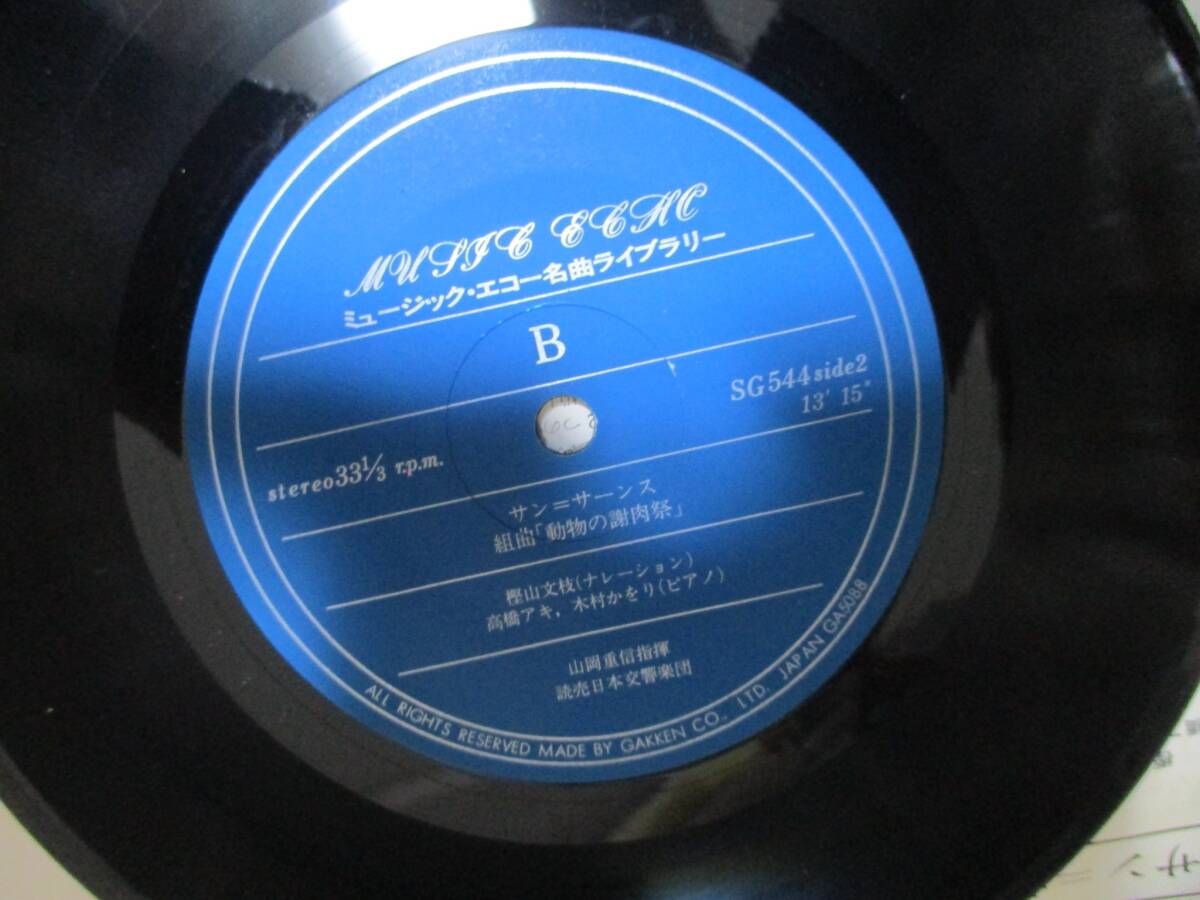 MUSIC ECHO
ミュージック・エコー名曲ライブラリー
B
SG544 side2
13' 15"
stereo 33⅓ r.p.m.
サン＝サーンス
組曲「動物の謝肉祭」
樫山文枝(ナレーション)
高橋アキ，木村かをり(ピアノ)
山岡重信指揮
読売日本交響楽団
ALL RIGHTS RESERVED MADE BY GAKKEN CO., LTD. JAPAN GA5088
サン＝